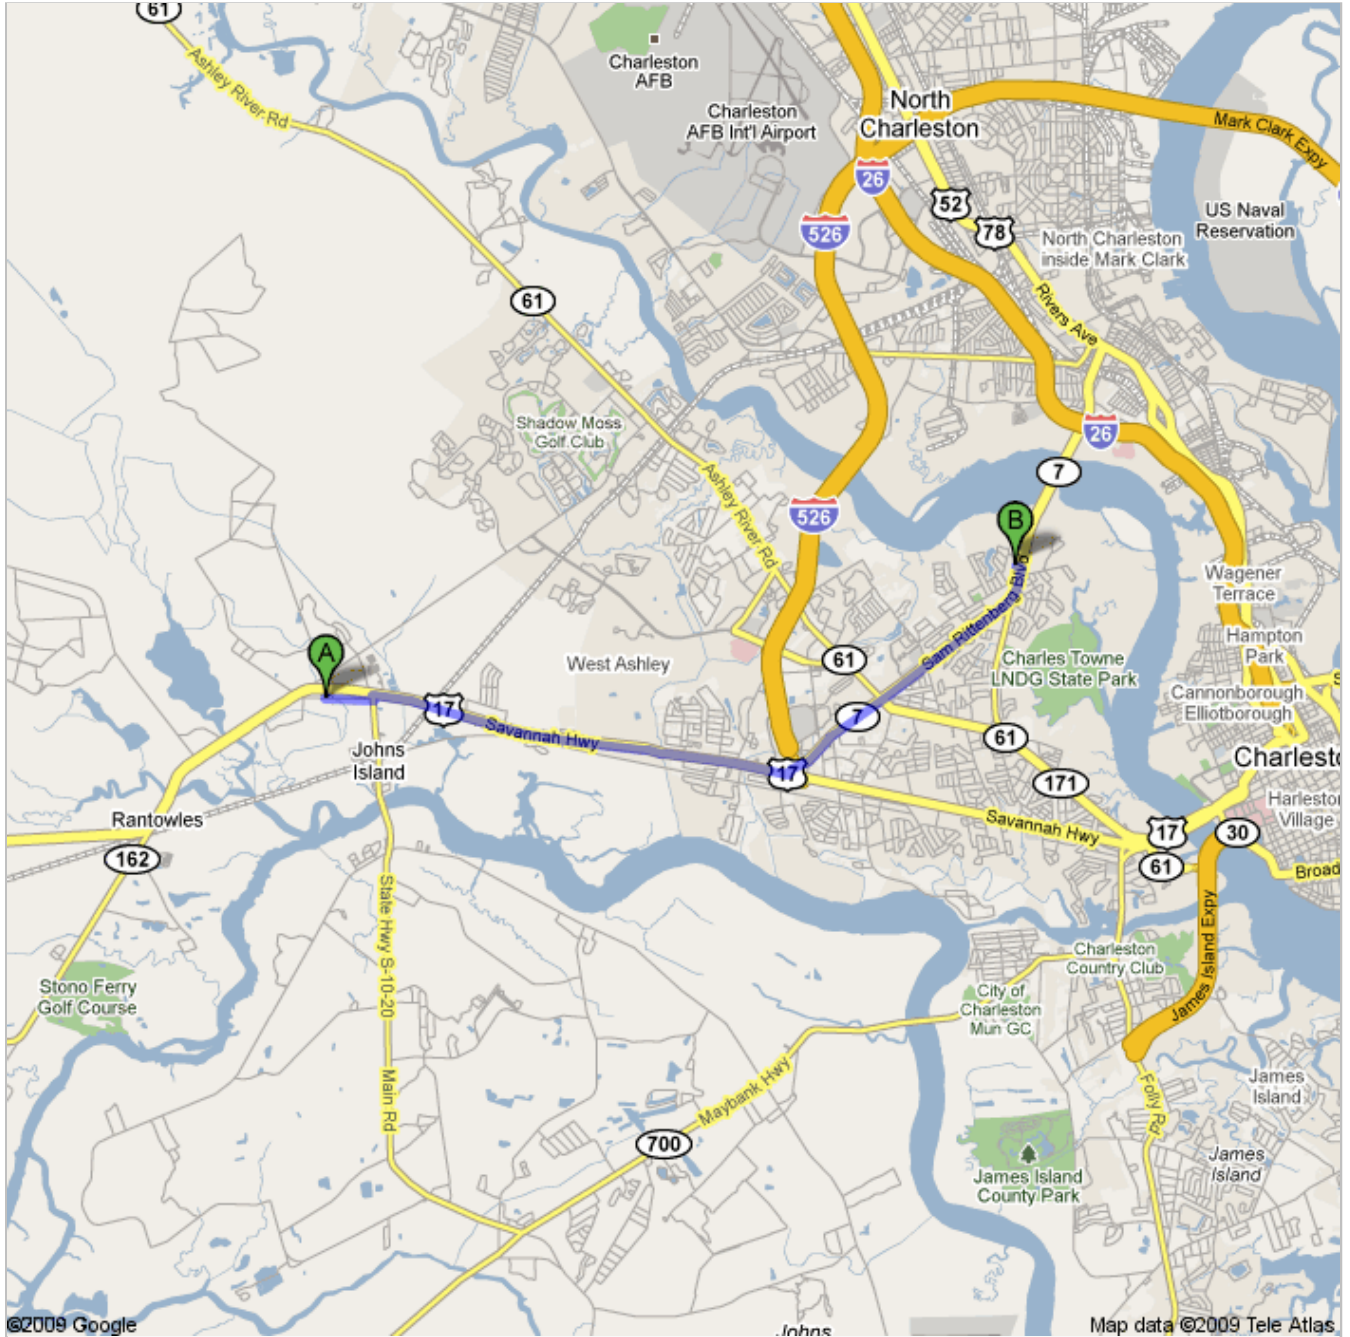 61
Ashley River Rd
Charleston
AFB
Charleston
AFB Int'l Airport
North
Charleston
Mark Clark Expy
26
52
78
526
US Naval
Reservation
North Charleston
inside Mark Clark
61
Rivers Ave
Shadow Moss
Golf Club
26
7
Ashley River Rd
526
B
Wagener
Terrace
Sam Rittenberg Blvd
Hampton
Park
A
West Ashley
61
Charles Towne
LNDG State Park
Cannonborough
Elliotborough
17
Savannah Hwy
7
61
Johns
Island
17
171
Harleston
Village
Rantowles
Savannah Hwy
17
30
162
61
Broad
State Hwy S-10-20
James Island Expy
Charleston
Country Club
Stono Ferry
Golf Course
City of
Charleston
Mun GC
Main Rd
Maybank Hwy
Folly Rd
James
Island
700
James
Island
James Island
County Park
©2009 Google
Johns
Map data ©2009 Tele Atlas